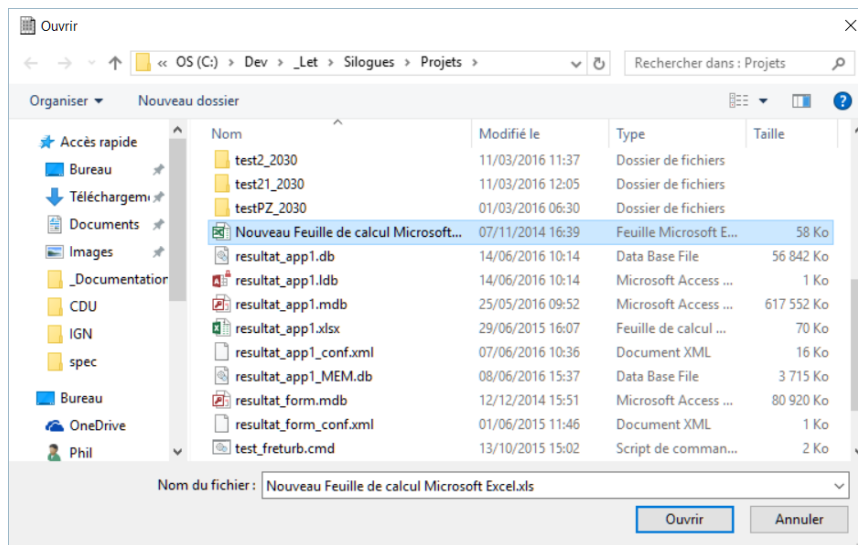 Ouvrir
« OS (C:) > Dev > _Let > Silogues > Projets >
Rechercher dans : Projets
Organiser
Nouveau dossier
Nom Modifié le Type Taille
Accès rapide
Bureau
Téléchargem
Documents
Images
_Documentation
CDU
IGN
spec
Bureau
OneDrive
Phil
test2_2030 11/03/2016 11:37 Dossier de fichiers
test21_2030 11/03/2016 12:05 Dossier de fichiers
testPZ_2030 01/03/2016 06:30 Dossier de fichiers
Nouveau Feuille de calcul Microsoft... 07/11/2014 16:39 Feuille Microsoft E... 58 Ko
resultat_app1.db 14/06/2016 10:14 Data Base File 56 842 Ko
resultat_app1.ldb 14/06/2016 10:14 Microsoft Access ... 1 Ko
resultat_app1.mdb 25/05/2016 09:52 Microsoft Access ... 617 552 Ko
resultat_app1.xlsx 29/06/2015 16:07 Feuille de calcul ... 70 Ko
resultat_app1_conf.xml 07/06/2016 10:36 Document XML 16 Ko
resultat_app1_MEM.db 08/06/2016 15:37 Data Base File 3 715 Ko
resultat_form.mdb 12/12/2014 15:51 Microsoft Access ... 80 920 Ko
resultat_form_conf.xml 01/06/2015 11:46 Document XML 1 Ko
test_freturb.cmd 13/10/2015 15:02 Script de comman... 2 Ko
Nom du fichier : Nouveau Feuille de calcul Microsoft Excel.xls
Ouvrir Annuler